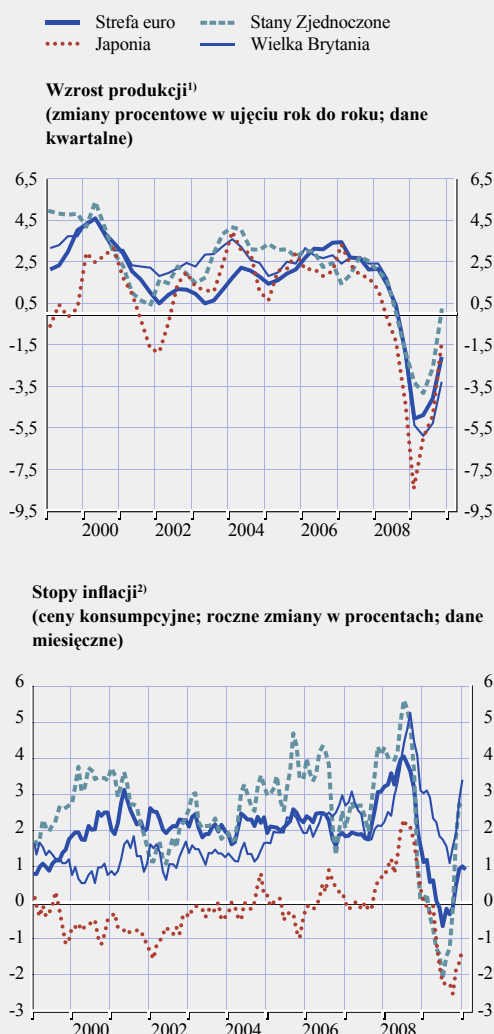 Strefa euro Stany Zjednoczone
Japonia Wielka Brytania
Wzrost produkcji¹⁾
(zmiany procentowe w ujęciu rok do roku; dane
kwartalne)
6,5 6,5
4,5 4,5
2,5 2,5
0,5 0,5
-1,5 -1,5
-3,5 -3,5
-5,5 -5,5
-7,5 -7,5
-9,5 -9,5
2000 2002 2004 2006 2008
Stopy inflacji²⁾
(ceny konsumpcyjne; roczne zmiany w procentach; dane
miesięczne)
6 6
5 5
4 4
3 3
2 2
1 1
0 0
-1 -1
-2 -2
-3 -3
2000 2002 2004 2006 2008